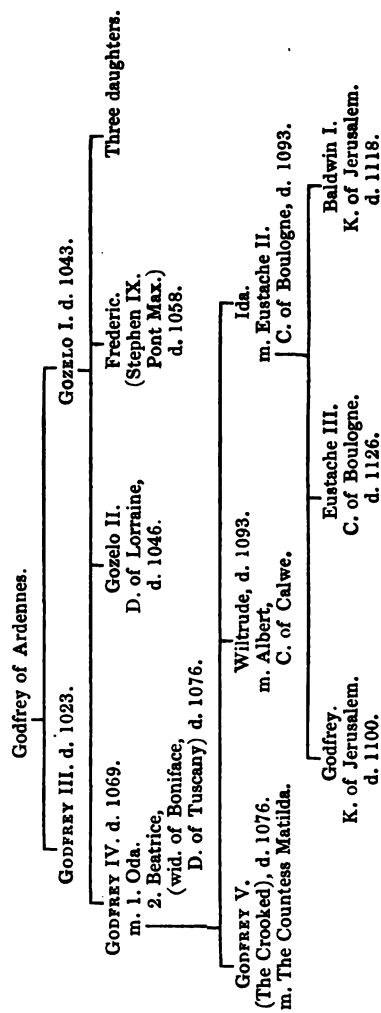 Godfrey of Ardennes.
GODFREY III. d. 1023.
GOZELO I. d. 1043.
GODFREY IV. d. 1069.
m. 1. Oda.
2. Beatrice,
(wid. of Boniface,
D. of Tuscany) d. 1076.
Gozelo II.
D. of Lorraine,
d. 1046.
Frederic.
(Stephen IX.
Pont Max.)
d. 1058.
Three daughters.
GODFREY V.
(The Crooked), d. 1076.
m. The Countess Matilda.
Wiltrude, d. 1093.
m. Albert,
C. of Calwe.
Ida.
m. Eustache II.
C. of Boulogne, d. 1093.
Godfrey.
K. of Jerusalem.
d. 1100.
Eustache III.
C. of Boulogne.
d. 1126.
Baldwin I.
K. of Jerusalem.
d. 1118.